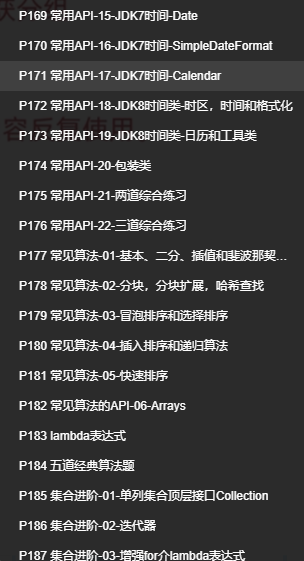 P169 常用API-15-JDK7时间-Date
P170 常用API-16-JDK7时间-SimpleDateFormat
P171 常用API-17-JDK7时间-Calendar
P172 常用API-18-JDK8时间类-时区，时间和格式化
P173 常用API-19-JDK8时间类-日历和工具类
P174 常用API-20-包装类
P175 常用API-21-两道综合练习
P176 常用API-22-三道综合练习
P177 常见算法-01-基本、二分、插值和斐波那契...
P178 常见算法-02-分块，分块扩展，哈希查找
P179 常见算法-03-冒泡排序和选择排序
P180 常见算法-04-插入排序和递归算法
P181 常见算法-05-快速排序
P182 常见算法的API-06-Arrays
P183 lambda表达式
P184 五道经典算法题
P185 集合进阶-01-单列集合顶层接口Collection
P186 集合进阶-02-迭代器
P187 集合进阶-03-增强for介lambda表达式